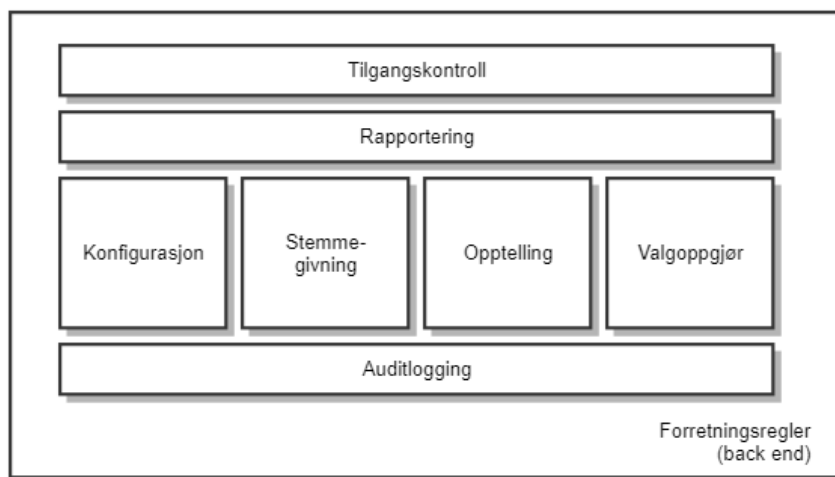 Tilgangskontroll
Rapportering
Konfigurasjon
Stemme-
givning
Opptelling
Valgoppgjør
Auditlogging
Forretningsregler
(back end)